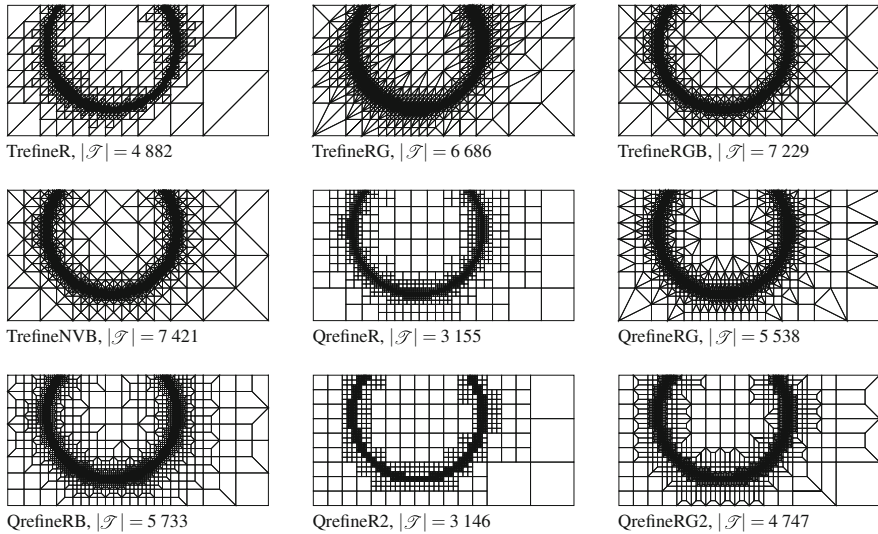 TrefineR, |𝒯| = 4 882
TrefineRG, |𝒯| = 6 686
TrefineRGB, |𝒯| = 7 229
TrefineNVB, |𝒯| = 7 421
QrefineR, |𝒯| = 3 155
QrefineRG, |𝒯| = 5 538
QrefineRB, |𝒯| = 5 733
QrefineR2, |𝒯| = 3 146
QrefineRG2, |𝒯| = 4 747